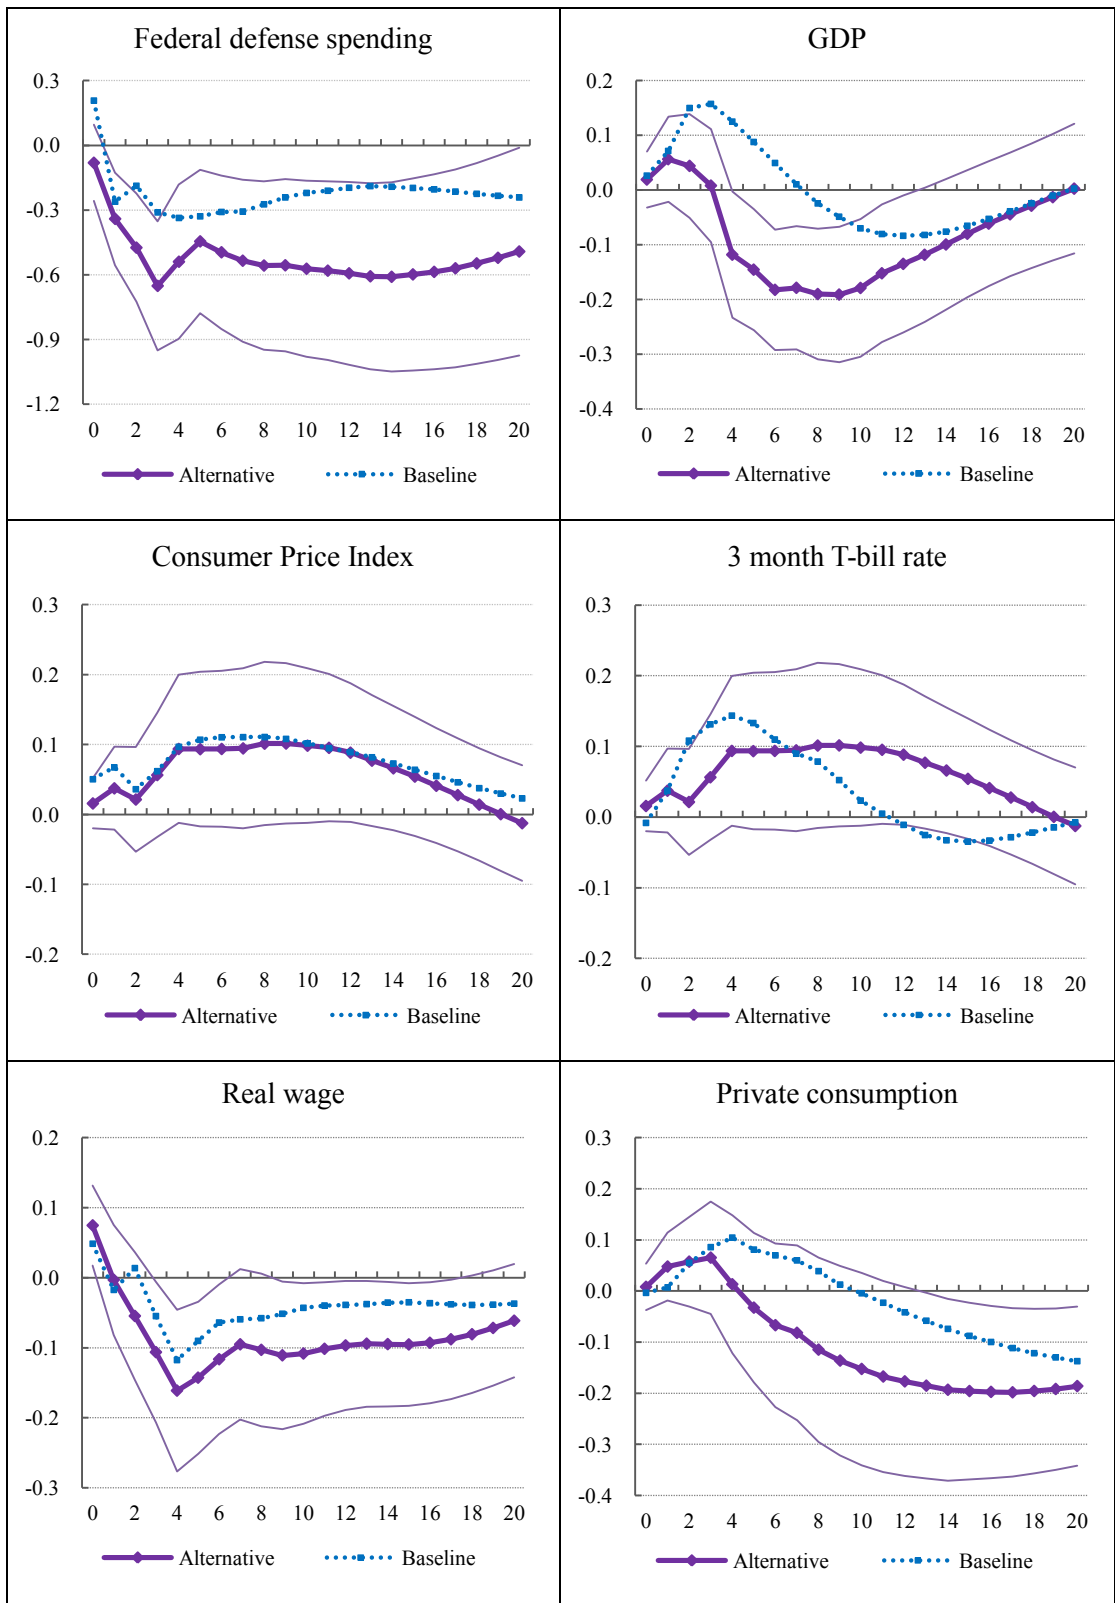 Federal defense spending
0.3
0.0
-0.3
-0.6
-0.9
-1.2
0 2 4 6 8 10 12 14 16 18 20
Alternative Baseline
GDP
0.2
0.1
0.0
-0.1
-0.2
-0.3
-0.4
0 2 4 6 8 10 12 14 16 18 20
Alternative Baseline
Consumer Price Index
0.3
0.2
0.1
0.0
-0.1
-0.2
0 2 4 6 8 10 12 14 16 18 20
Alternative Baseline
3 month T-bill rate
0.3
0.2
0.1
0.0
-0.1
-0.2
0 2 4 6 8 10 12 14 16 18 20
Alternative Baseline
Real wage
0.2
0.1
0.0
-0.1
-0.2
-0.3
0 2 4 6 8 10 12 14 16 18 20
Alternative Baseline
Private consumption
0.3
0.2
0.1
0.0
-0.1
-0.2
-0.3
-0.4
0 2 4 6 8 10 12 14 16 18 20
Alternative Baseline